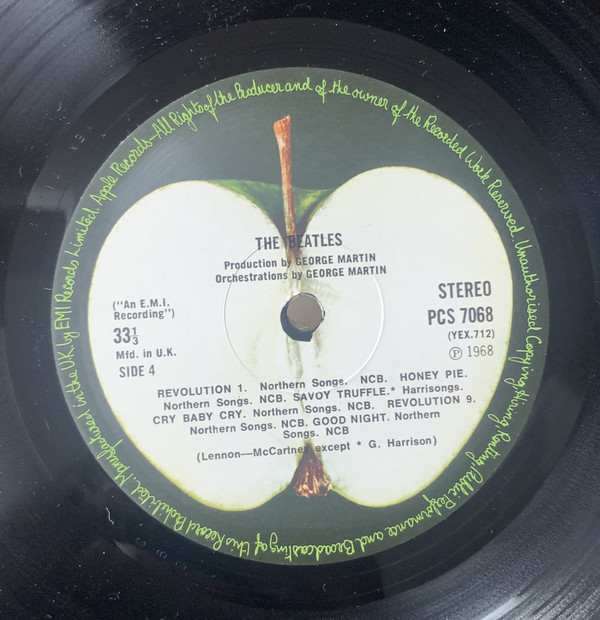 THE BEATLES
Production by GEORGE MARTIN
Orchestrations by GEORGE MARTIN
("An E.M.I.
Recording")
33⅓
Mfd. in U.K.
SIDE 4
STEREO
PCS 7068
(YEX.712)
Ⓟ 1968
REVOLUTION 1. Northern Songs. NCB. HONEY PIE.
Northern Songs. NCB. SAVOY TRUFFLE.* Harrisongs.
CRY BABY CRY. Northern Songs. NCB. REVOLUTION 9.
Northern Songs. NCB. GOOD NIGHT. Northern
Songs. NCB
(Lennon—McCartney except * G. Harrison)
Manufactured in the U.K. by EMI Records Limited. Apple Records—All Rights of the Producer and of the owner of the Recorded Work Reserved. Unauthorised Copying, Hiring, Renting, Public Performance and Broadcasting of this Record Prohibited.